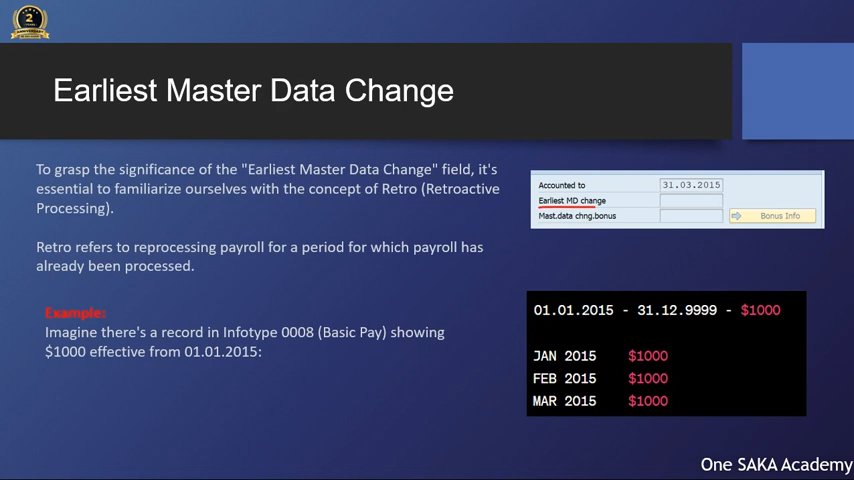 2
ANNIVERSARY
Earliest Master Data Change
To grasp the significance of the "Earliest Master Data Change" field, it's
essential to familiarize ourselves with the concept of Retro (Retroactive
Processing).
Retro refers to reprocessing payroll for a period for which payroll has
already been processed.
Example:
Imagine there's a record in Infotype 0008 (Basic Pay) showing
$1000 effective from 01.01.2015:
Accounted to 31.03.2015
Earliest MD change
Mast.data chng.bonus Bonus Info
01.01.2015 - 31.12.9999 - $1000
JAN 2015 $1000
FEB 2015 $1000
MAR 2015 $1000
One SAKA Academy